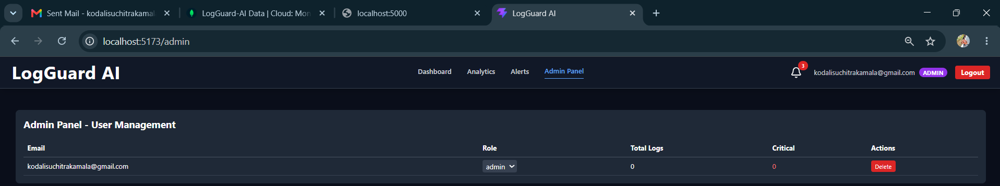 Sent Mail - kodalisuchitrakamal
LogGuard-AI Data | Cloud: Mon
localhost:5000
LogGuard AI
localhost:5173/admin
LogGuard AI
Dashboard
Analytics
Alerts
Admin Panel
3
kodalisuchitrakamala@gmail.com
ADMIN
Logout
Admin Panel - User Management
Email Role Total Logs Critical Actions
kodalisuchitrakamala@gmail.com admin 0 0 Delete